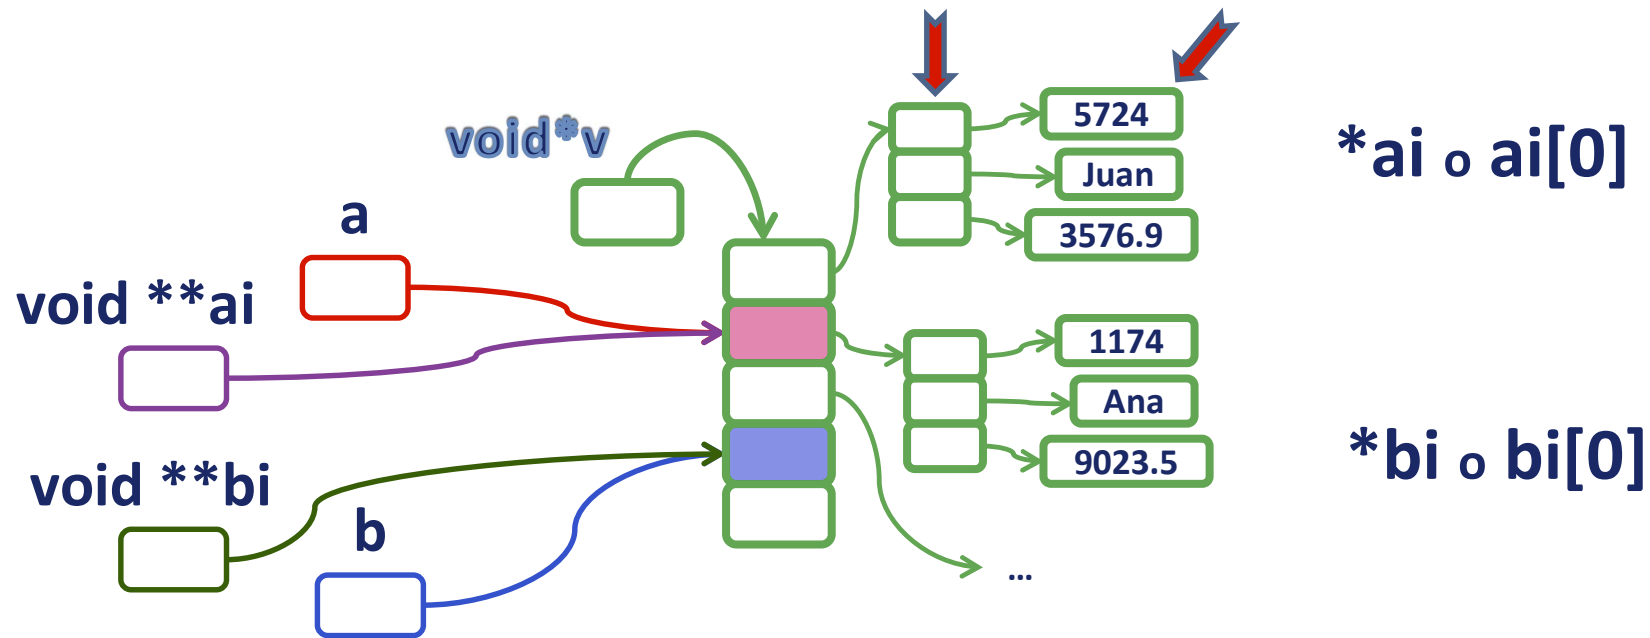 void*v
a
void **ai
void **bi
b
5724
Juan
3576.9
1174
Ana
9023.5
...
*ai o ai[0]
*bi o bi[0]